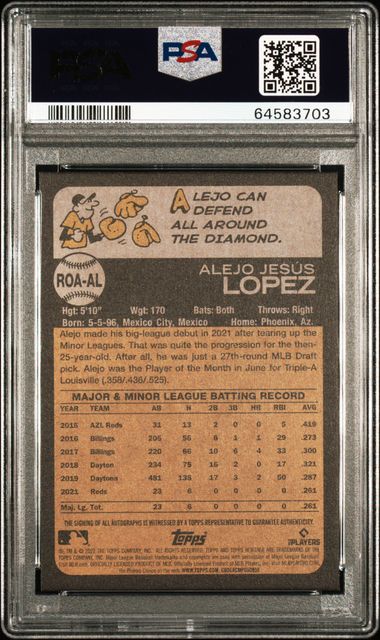 PSA
PSA
64583703
ALEJO CAN
DEFEND
ALL AROUND
THE DIAMOND.
ROA-AL
ALEJO JESÚS
LOPEZ
Hgt: 5'10" Wgt: 170 Bats: Both Throws: Right
Born: 5-5-96, Mexico City, Mexico Home: Phoenix, Az.
Alejo made his big-league debut in 2021 after tearing up the
Minor Leagues. That was quite the progression for the then-
25-year-old. After all, he was just a 27th-round MLB Draft
pick. Alejo was the Player of the Month in June for Triple-A
Louisville (.358/.438/.525).
MAJOR & MINOR LEAGUE BATTING RECORD
YEAR TEAM AB H 2B 3B HR RBI AVG
2015 AZL Reds 31 13 2 0 0 5 .419
2016 Billings 205 56 8 1 1 29 .273
2017 Billings 220 66 10 6 4 33 .300
2018 Dayton 234 75 15 2 0 17 .321
2019 Dayton 481 138 17 3 2 50 .287
2021 Reds 23 6 0 0 0 0 .261
Maj. Lg. Tot. 23 6 0 0 0 0 .261
THE SIGNING OF ALL AUTOGRAPHS IS WITNESSED BY A TOPPS REPRESENTATIVE TO GUARANTEE AUTHENTICITY.
Topps
PLAYERS